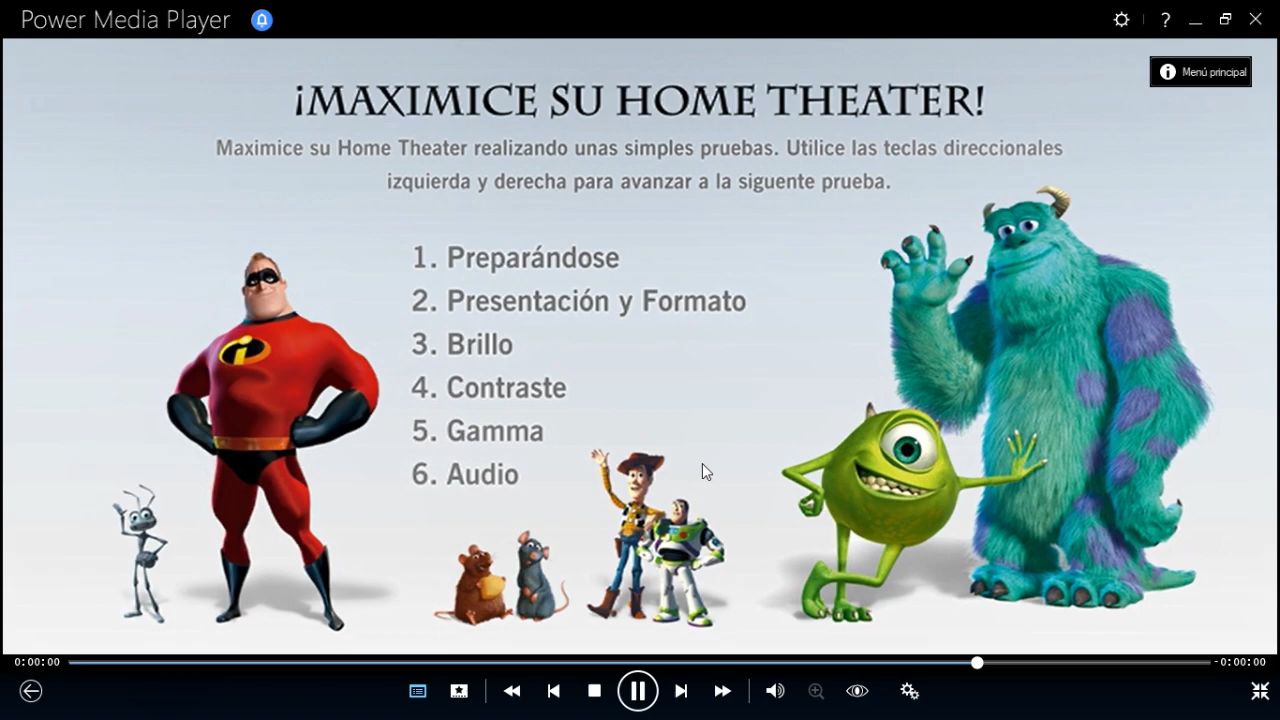 Power Media Player
Menú principal
¡MAXIMICE SU HOME THEATER!
Maximice su Home Theater realizando unas simples pruebas. Utilice las teclas direccionales
izquierda y derecha para avanzar a la siguente prueba.
1. Preparándose
2. Presentación y Formato
3. Brillo
4. Contraste
5. Gamma
6. Audio
0:00:00
-0:00:00